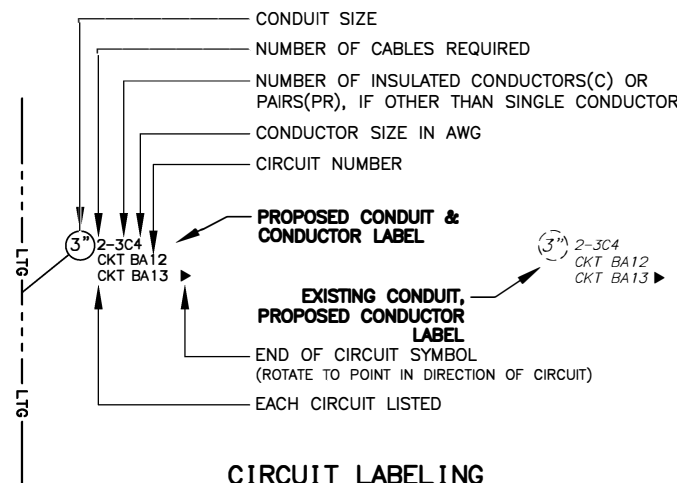 CONDUIT SIZE
NUMBER OF CABLES REQUIRED
NUMBER OF INSULATED CONDUCTORS(C) OR
PAIRS(PR), IF OTHER THAN SINGLE CONDUCTOR
CONDUCTOR SIZE IN AWG
CIRCUIT NUMBER
PROPOSED CONDUIT &
CONDUCTOR LABEL
3" 2-3C4
CKT BA12
CKT BA13
LTG
3" 2-3C4
CKT BA12
CKT BA13
EXISTING CONDUIT,
PROPOSED CONDUCTOR
LABEL
END OF CIRCUIT SYMBOL
(ROTATE TO POINT IN DIRECTION OF CIRCUIT)
EACH CIRCUIT LISTED
LTG
CIRCUIT LABELING